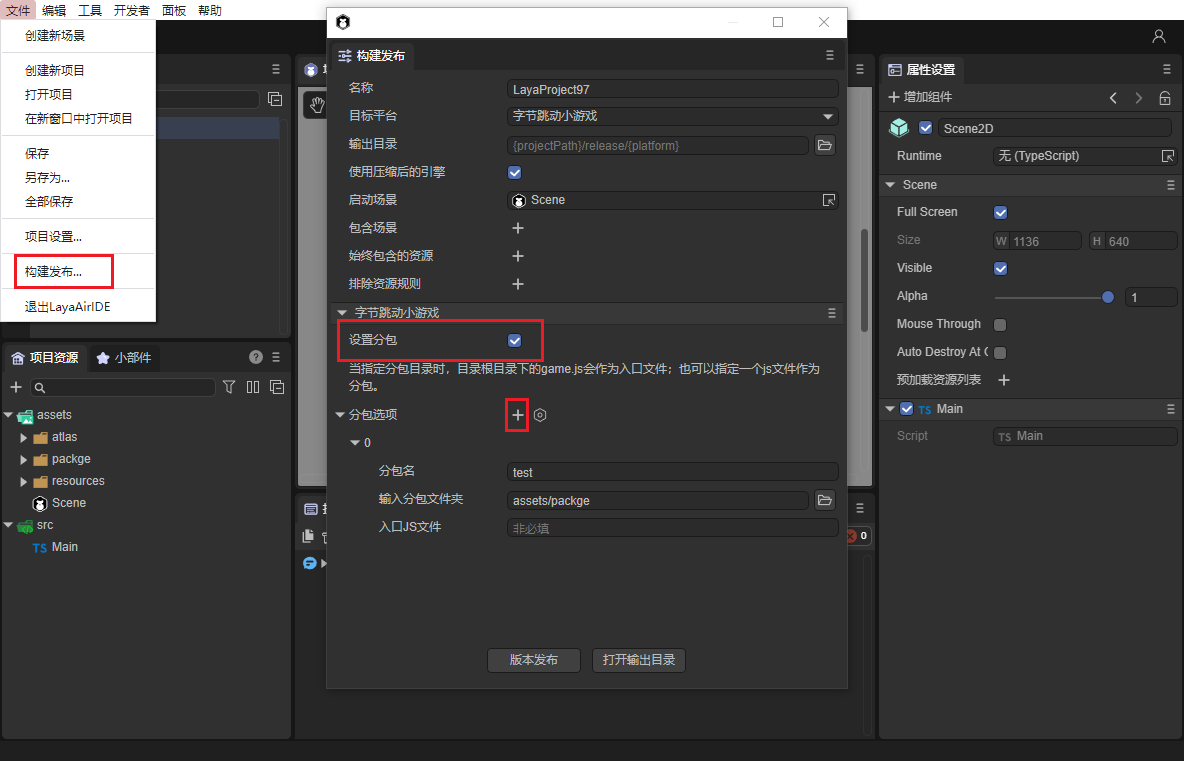 文件 编辑 工具 开发者 面板 帮助
创建新场景
创建新项目
打开项目
在新窗口中打开项目
保存
另存为...
全部保存
项目设置...
构建发布...
退出LayaAirIDE
项目资源 小部件
assets
atlas
packge
resources
Scene
src
TS Main
构建发布
名称 LayaProject97
目标平台 字节跳动小游戏
输出目录 {projectPath}/release/{platform}
使用压缩后的引擎
启动场景 Scene
包含场景
始终包含的资源
排除资源规则
字节跳动小游戏
设置分包
当指定分包目录时，目录根目录下的game.js会作为入口文件；也可以指定一个js文件作为
分包。
分包选项
0
分包名 test
输入分包文件夹 assets/packge
入口JS文件 非必填
版本发布 打开输出目录
0
属性设置
增加组件
Scene2D
Runtime 无 (TypeScript)
Scene
Full Screen
Size W 1136 H 640
Visible
Alpha 1
Mouse Through
Auto Destroy At
预加载资源列表
TS Main
Script TS Main